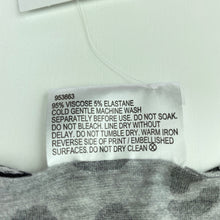 953663
95% VISCOSE 5% ELASTANE
COLD GENTLE MACHINE WASH
SEPARATELY BEFORE USE. DO NOT SOAK.
DO NOT BLEACH. LINE DRY WITHOUT
DELAY. DO NOT TUMBLE. WARM IRON
REVERSE SIDE OF PRINT / EMBELLISHED
SURFACES. DO NOT DRY CLEAN